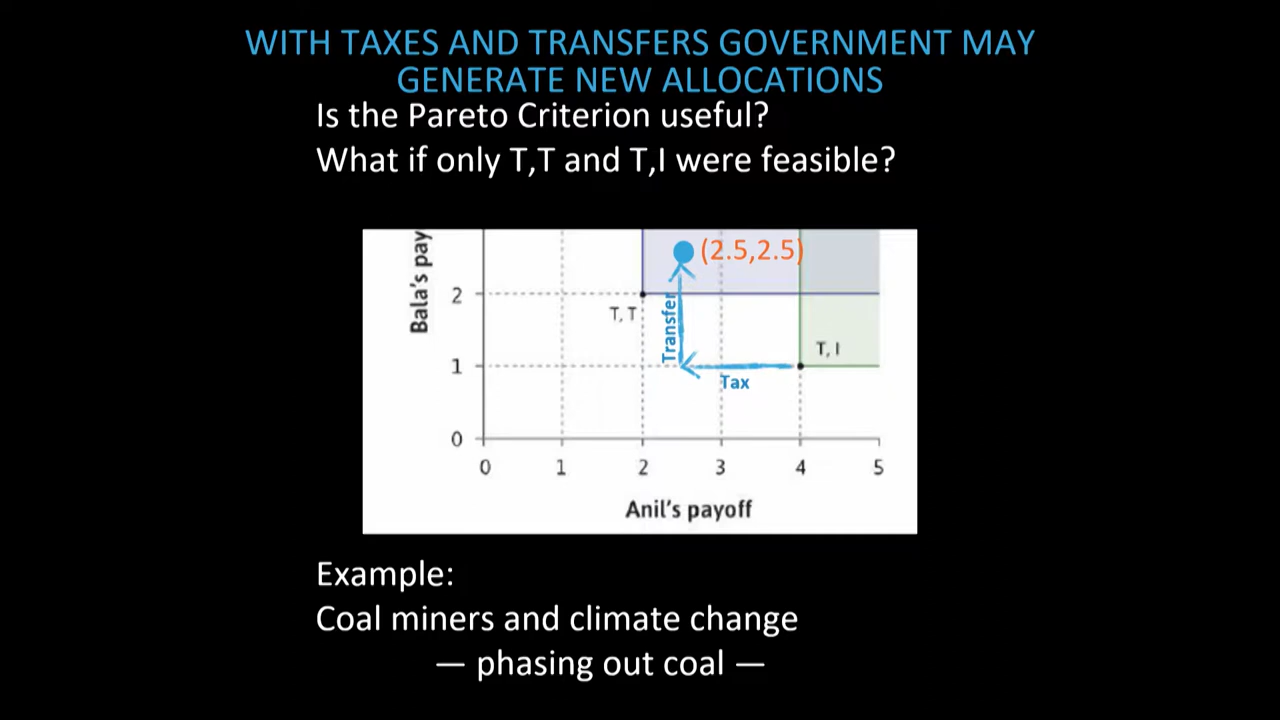 WITH TAXES AND TRANSFERS GOVERNMENT MAY
GENERATE NEW ALLOCATIONS
Is the Pareto Criterion useful?
What if only T,T and T,I were feasible?
(2.5,2.5)
Bala's pay
2
T, T
Transfer
T, I
1
Tax
0
0 1 2 3 4 5
Anil's payoff
Example:
Coal miners and climate change
— phasing out coal —